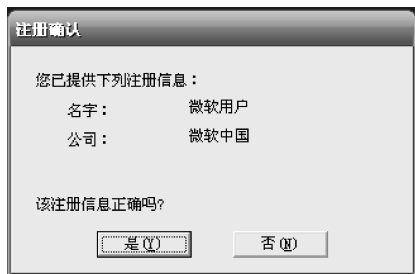 注册确认
您已提供下列注册信息：
名字： 微软用户
公司： 微软中国
该注册信息正确吗?
是(Y) 否(N)